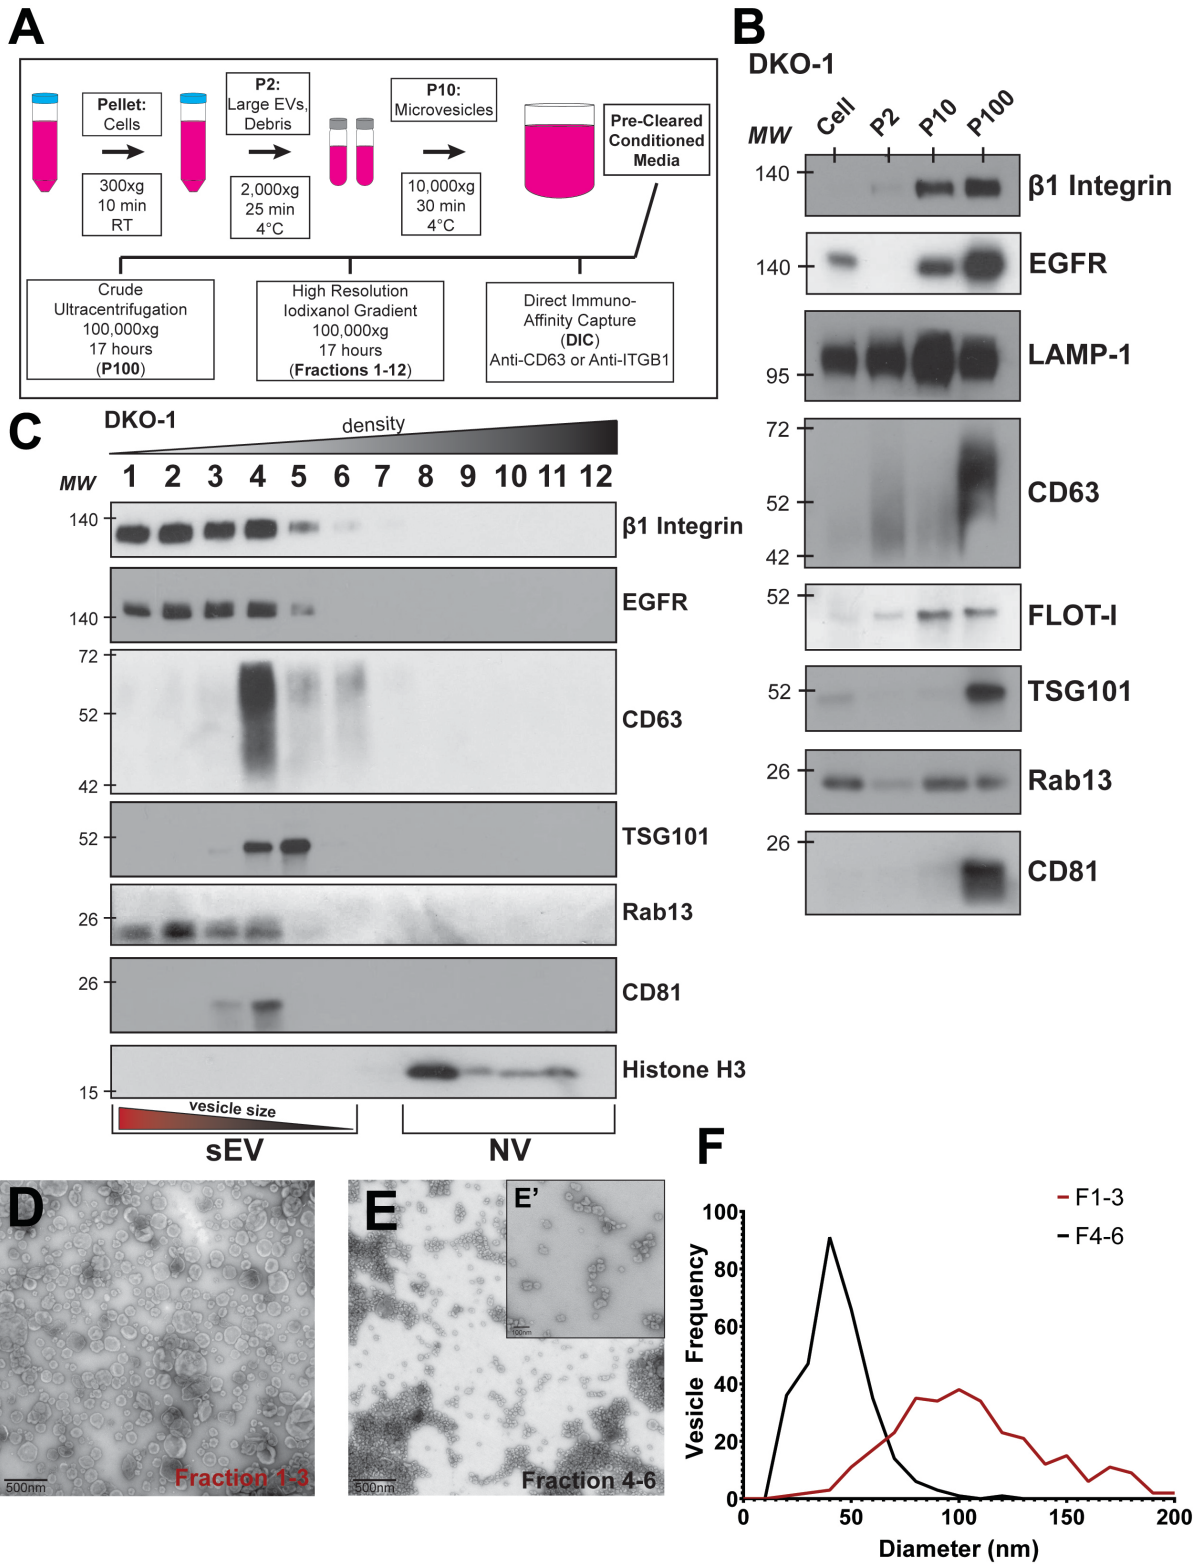 A
Pellet:
Cells
300xg
10 min
RT
P2:
Large EVs,
Debris
2,000xg
25 min
4°C
P10:
Microvesicles
10,000xg
30 min
4°C
Pre-Cleared
Conditioned
Media
Crude
Ultracentrifugation
100,000xg
17 hours
(P100)
High Resolution
Iodixanol Gradient
100,000xg
17 hours
(Fractions 1-12)
Direct Immuno-
Affinity Capture
(DIC)
Anti-CD63 or Anti-ITGB1
B
DKO-1
MW Cell P2 P10 P100
140 β1 Integrin
140 EGFR
95 LAMP-1
72
52 CD63
42
52 FLOT-I
52 TSG101
26 Rab13
26 CD81
C
DKO-1
density
MW 1 2 3 4 5 6 7 8 9 10 11 12
140 β1 Integrin
140 EGFR
72
52 CD63
42
52 TSG101
26 Rab13
26 CD81
15 Histone H3
vesicle size
sEV NV
D
500nm Fraction 1-3
E
E’
100nm
500nm Fraction 4-6
F
F1-3
F4-6
Vesicle Frequency
100
80
60
40
20
0
0 50 100 150 200
Diameter (nm)